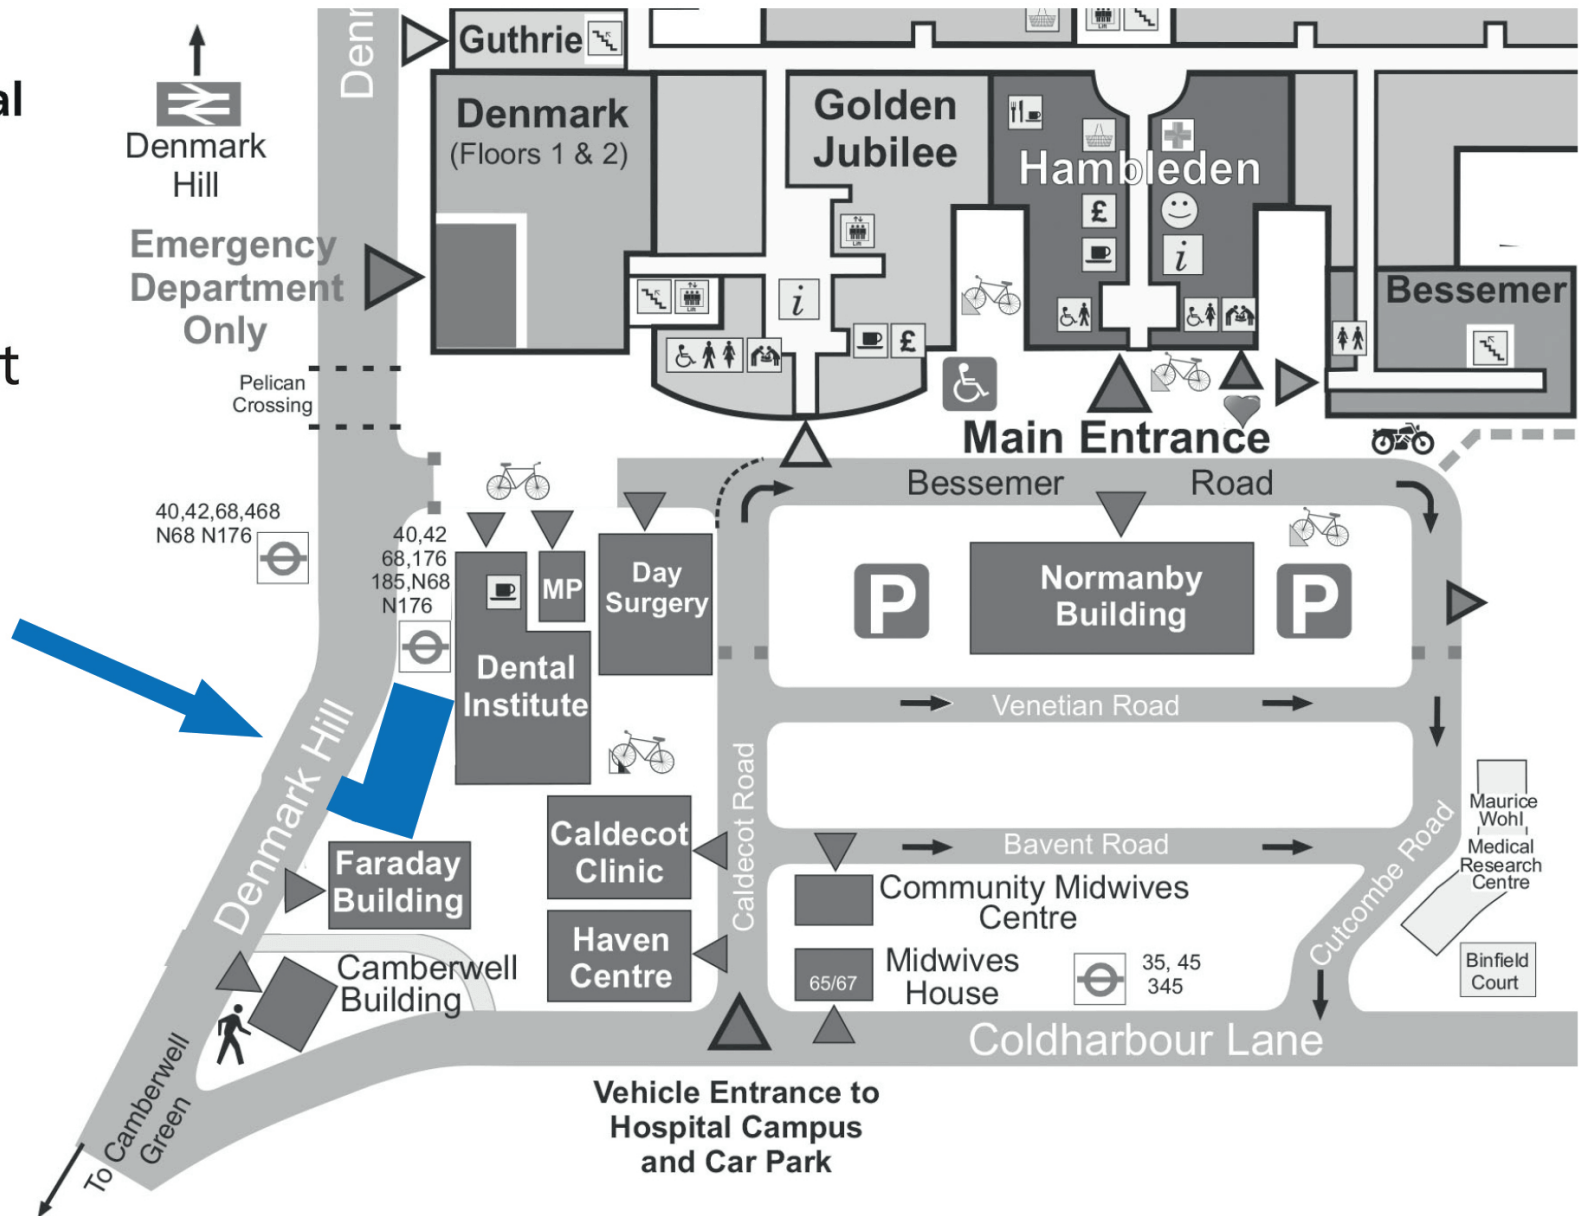 al
t
Denmark
Hill
Emergency
Department
Only
Pelican
Crossing
Guthrie
Denmark
(Floors 1 & 2)
Golden
Jubilee
Lift
Lift
i
£
Hambleden
£
i
Bessemer
Main Entrance
Bessemer Road
40,42,68,468
N68 N176
40,42
68,176
185,N68
N176
MP
Day
Surgery
Dental
Institute
P
Normanby
Building
P
Venetian Road
Denmark Hill
Caldecot Road
Bavent Road
Cutcombe Road
Maurice
Wohl
Medical
Research
Centre
Faraday
Building
Caldecot
Clinic
Community Midwives
Centre
Haven
Centre
Camberwell
Building
65/67
Midwives
House
35, 45
345
Binfield
Court
Coldharbour Lane
To Camberwell
Green
Vehicle Entrance to
Hospital Campus
and Car Park